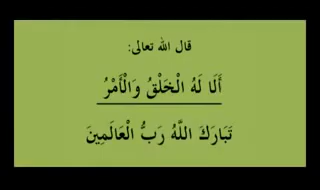 قال الله تعالى:
أَلَا لَهُ الْخَلْقُ وَالْأَمْرُ
تَبَارَكَ اللَّهُ رَبُّ الْعَالَمِينَ